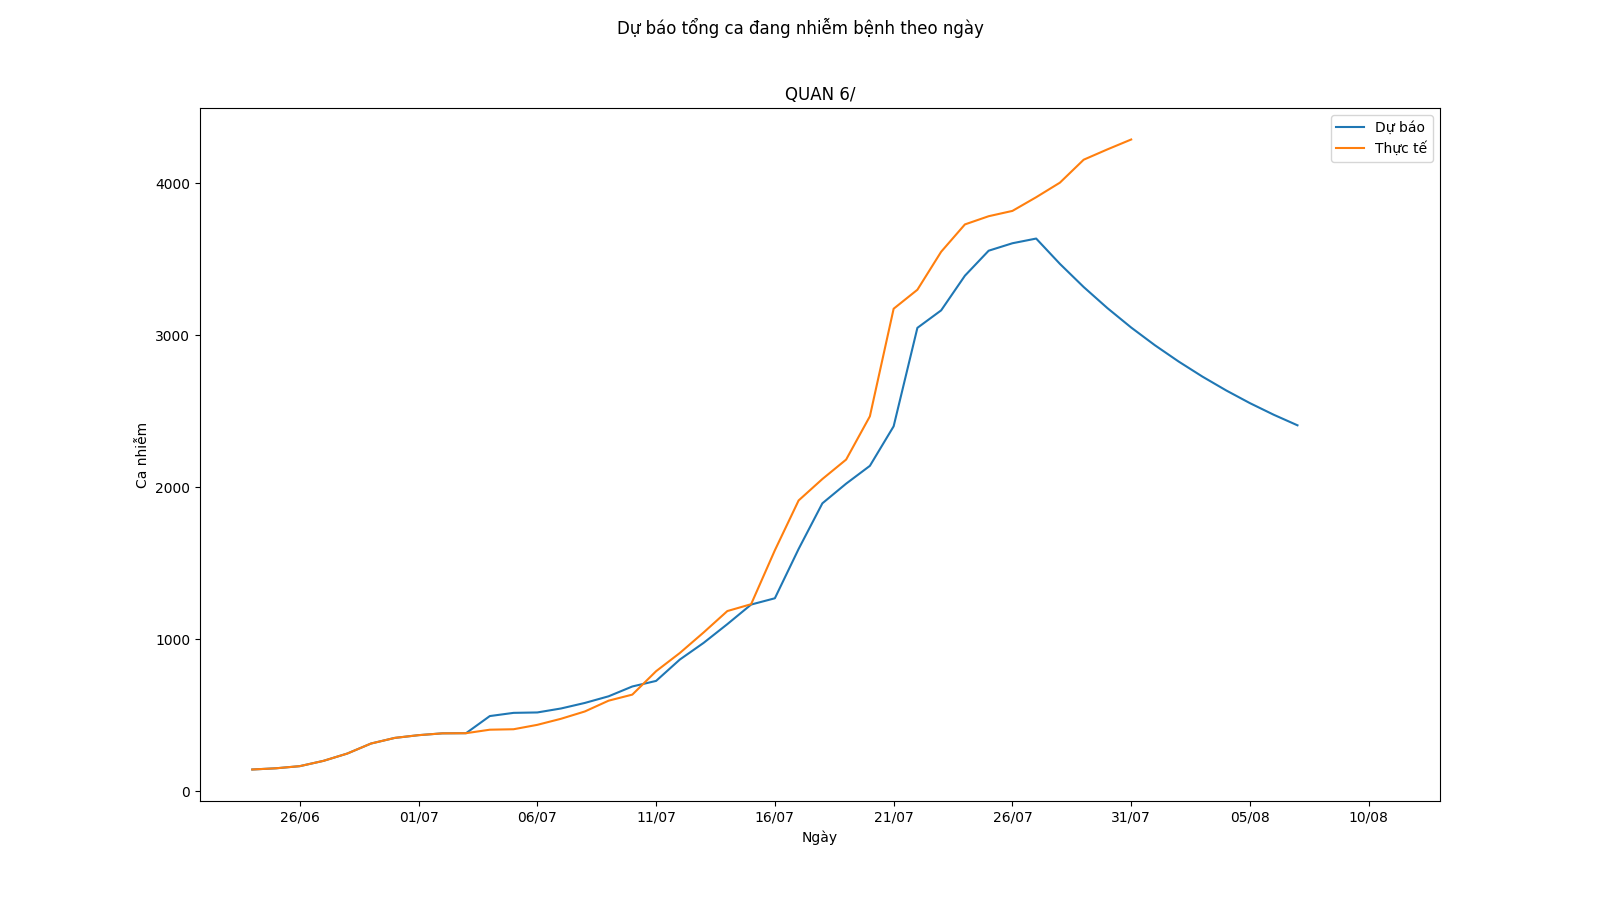 Dự báo tổng ca đang nhiễm bệnh theo ngày
QUAN 6/
Dự báo
Thực tế
4000
3000
2000
1000
0
Ca nhiễm
26/06 01/07 06/07 11/07 16/07 21/07 26/07 31/07 05/08 10/08
Ngày